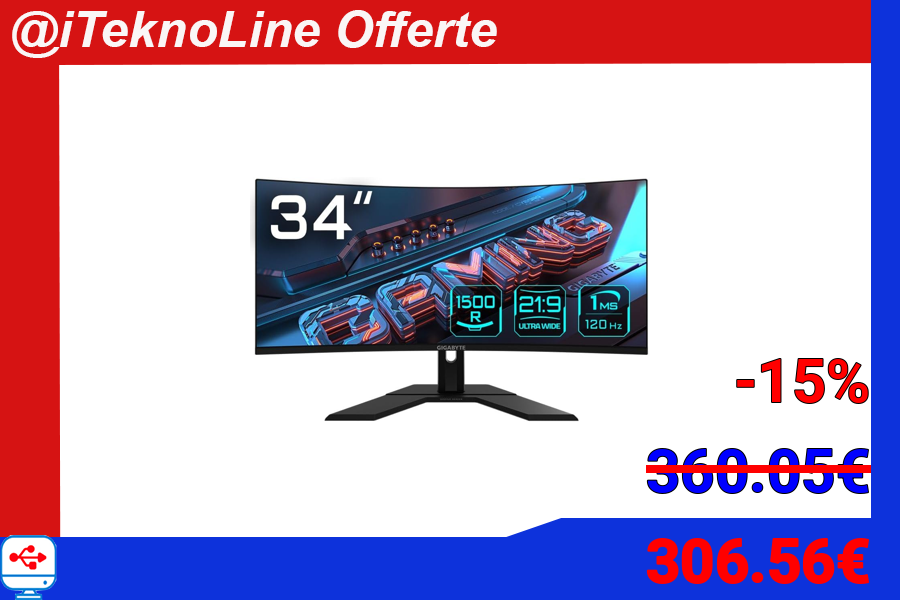 @iTeknoLine Offerte
34"
GAMING
GIGABYTE
1500
R
21:9
ULTRA WIDE
1MS
120 Hz
GIGABYTE
-15%
360.05€
306.56€